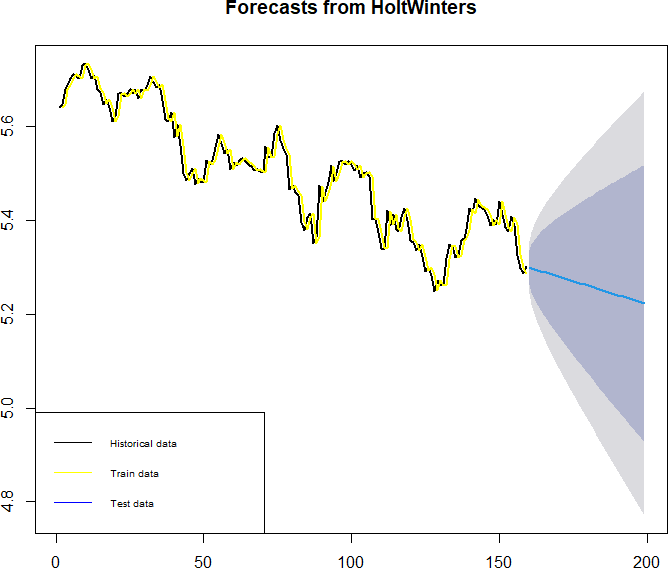 Forecasts from HoltWinters
5.6
5.4
5.2
5.0
4.8
Historical data
Train data
Test data
0 50 100 150 200